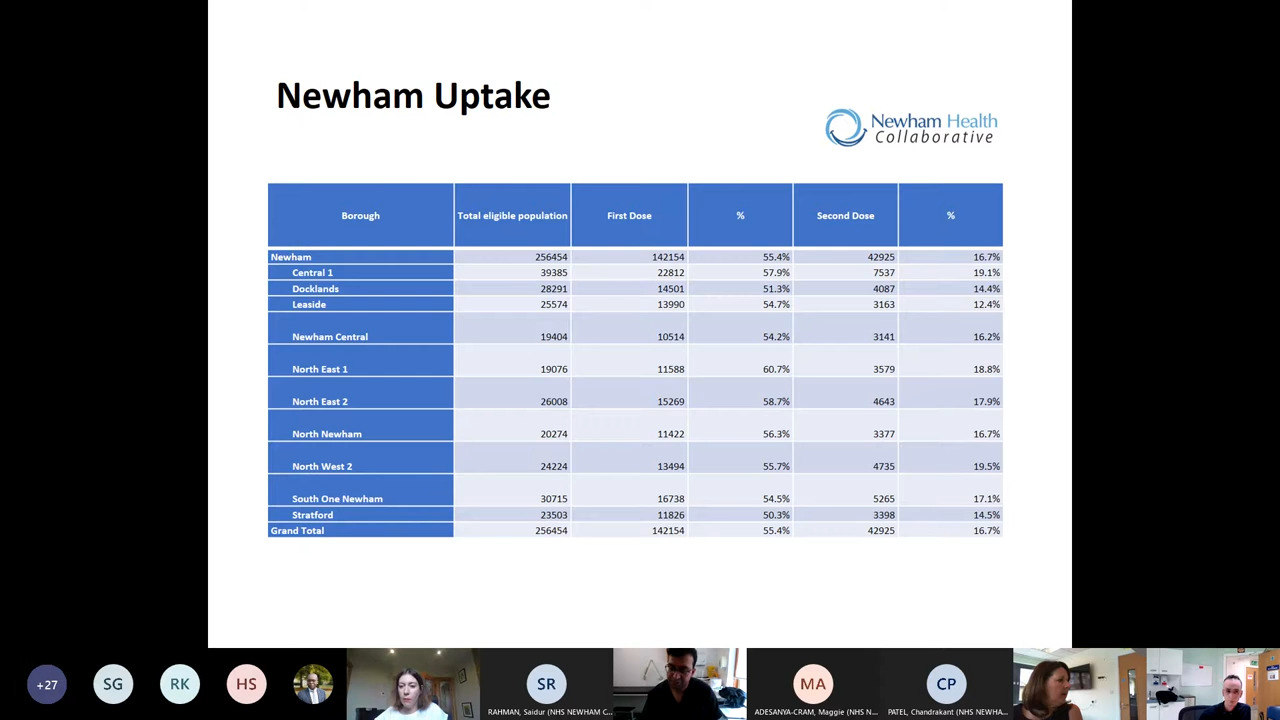 Newham Uptake
Newham Health
Collaborative
Borough Total eligible population First Dose % Second Dose %
Newham 256454 142154 55.4% 42925 16.7%
Central 1 39385 22812 57.9% 7537 19.1%
Docklands 28291 14501 51.3% 4087 14.4%
Leaside 25574 13990 54.7% 3163 12.4%
Newham Central 19404 10514 54.2% 3141 16.2%
North East 1 19076 11588 60.7% 3579 18.8%
North East 2 26008 15269 58.7% 4643 17.9%
North Newham 20274 11422 56.3% 3377 16.7%
North West 2 24224 13494 55.7% 4735 19.5%
South One Newham 30715 16738 54.5% 5265 17.1%
Stratford 23503 11826 50.3% 3398 14.5%
Grand Total 256454 142154 55.4% 42925 16.7%
+27 SG RK HS SR MA CP
RAHMAN, Saidur (NHS NEWHAM C... ADESANYA-CRAM, Maggie (NHS N... PATEL, Chandrakant (NHS NEWHA...